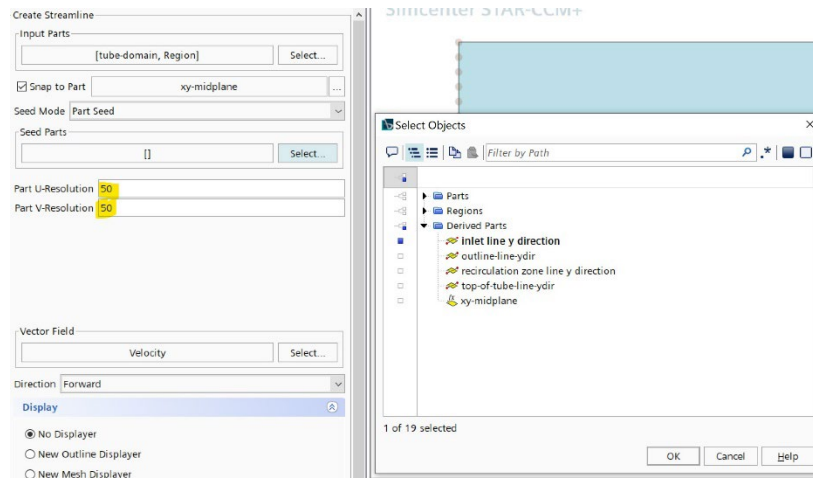 Create Streamline
Input Parts
[tube-domain, Region] Select...
Snap to Part xy-midplane ...
Seed Mode Part Seed
Seed Parts
[] Select...
Part U-Resolution 50
Part V-Resolution 50
Vector Field
Velocity Select...
Direction Forward
Display
No Displayer
New Outline Displayer
New Mesh Displayer
Simcenter STAR-CCM+
Select Objects
Filter by Path .*
Parts
Regions
Derived Parts
inlet line y direction
outline-line-ydir
recirculation zone line y direction
top-of-tube-line-ydir
xy-midplane
1 of 19 selected
OK Cancel Help